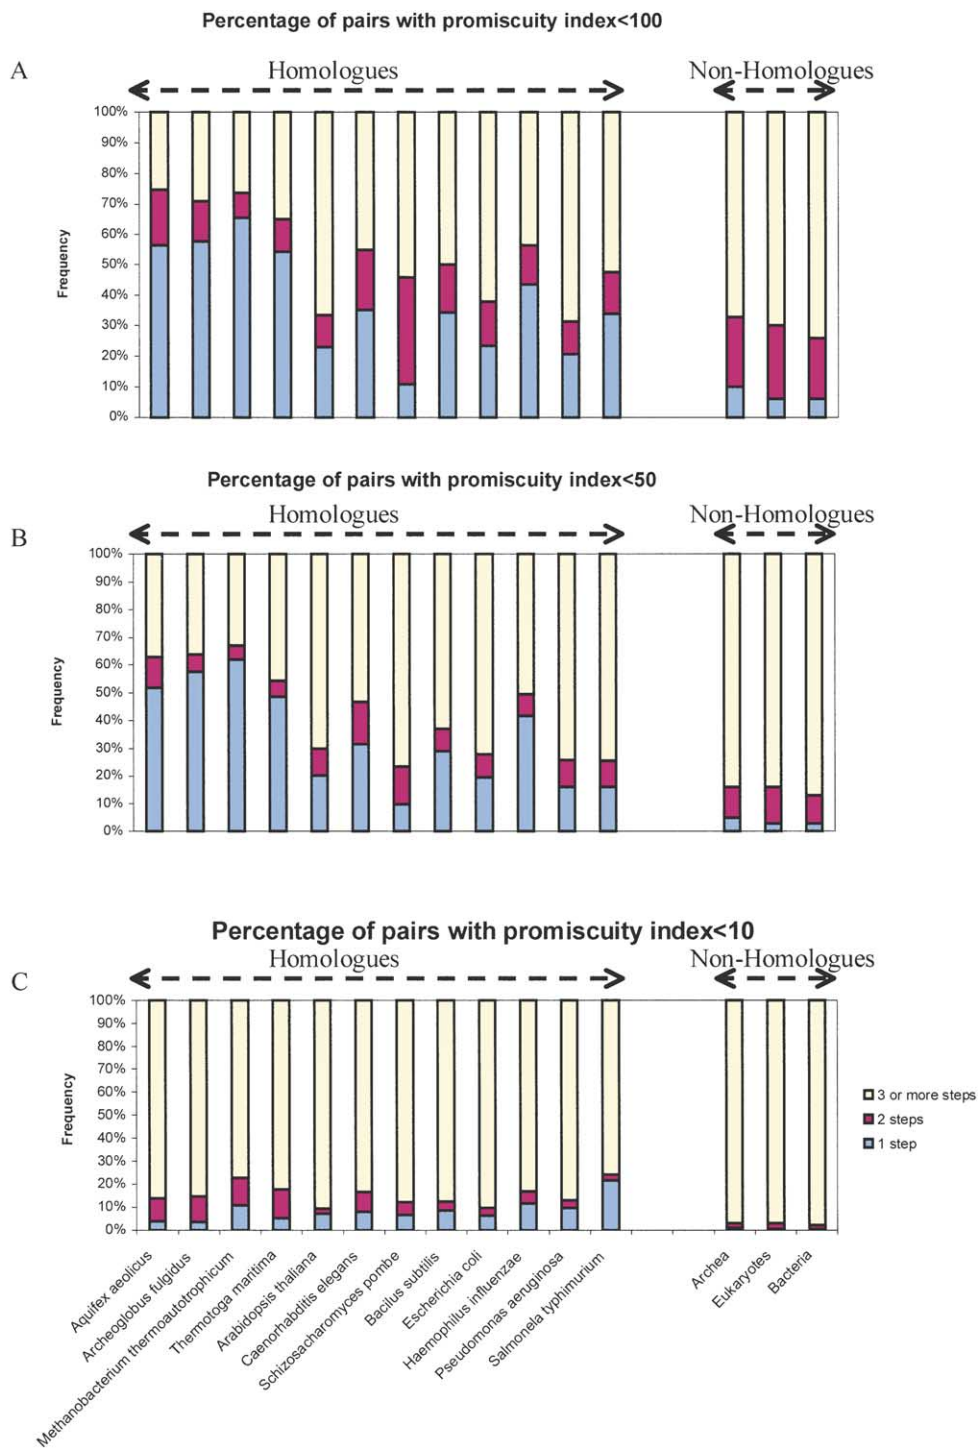 Percentage of pairs with promiscuity index<100
A
Homologues
Non-Homologues
100%
90%
80%
70%
60%
50%
40%
30%
20%
10%
0%
Frequency
Percentage of pairs with promiscuity index<50
B
Homologues
Non-Homologues
100%
90%
80%
70%
60%
50%
40%
30%
20%
10%
0%
Frequency
Percentage of pairs with promiscuity index<10
C
Homologues
Non-Homologues
100%
90%
80%
70%
60%
50%
40%
30%
20%
10%
0%
Frequency
3 or more steps
2 steps
1 step
Aquifex aeolicus
Archeoglobus fulgidus
Methanobacterium thermoautotrophicum
Thermotoga maritima
Arabidopsis thaliana
Caenorhabditis elegans
Schizosacharomyoes pombe
Bacilus subtilis
Escherichia coli
Haemophilus influenzae
Pseudomonas aeruginosa
Salmonela typhimurium
Archea
Eukaryotes
Bacteria